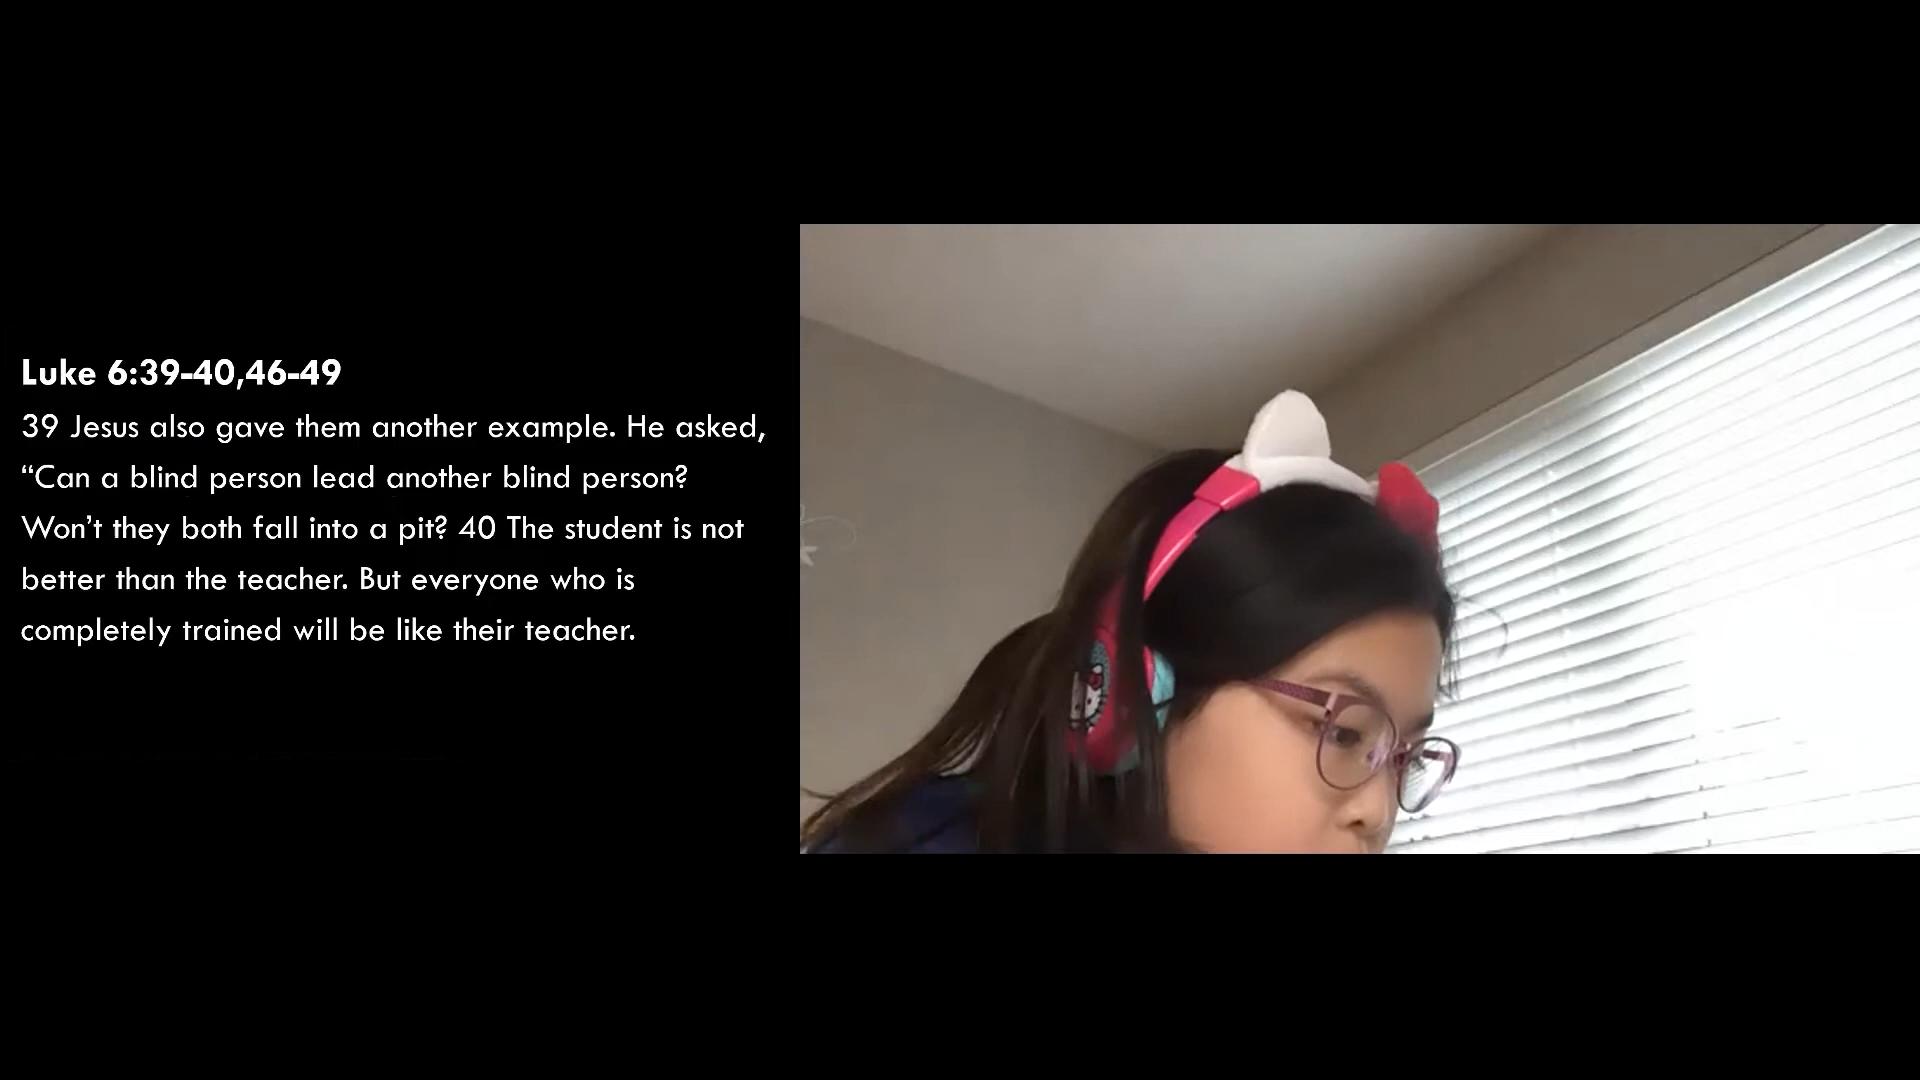 Luke 6:39-40,46-49
39 Jesus also gave them another example. He asked,
“Can a blind person lead another blind person?
Won’t they both fall into a pit? 40 The student is not
better than the teacher. But everyone who is
completely trained will be like their teacher.